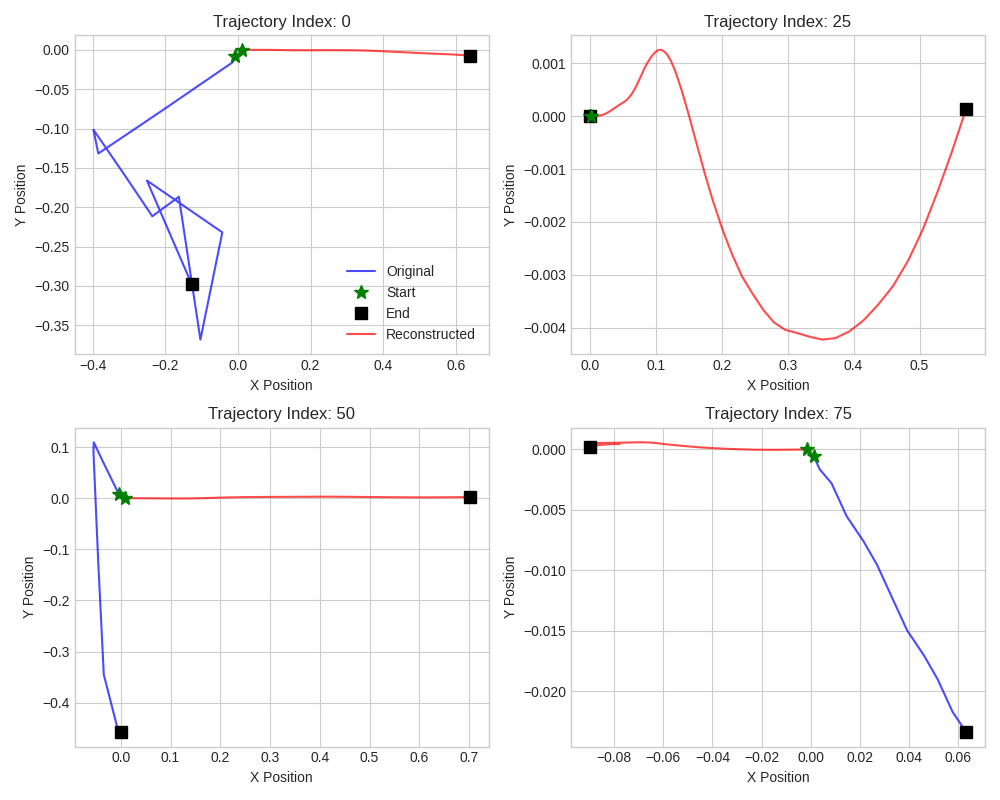 Trajectory Index: 0
0.00
−0.05
−0.10
−0.15
−0.20
−0.25
−0.30
−0.35
Y Position
Original
Start
End
Reconstructed
−0.4 −0.2 0.0 0.2 0.4 0.6
X Position
Trajectory Index: 25
0.001
0.000
−0.001
−0.002
−0.003
−0.004
Y Position
0.0 0.1 0.2 0.3 0.4 0.5
X Position
Trajectory Index: 50
0.1
0.0
−0.1
−0.2
−0.3
−0.4
Y Position
0.0 0.1 0.2 0.3 0.4 0.5 0.6 0.7
X Position
Trajectory Index: 75
0.000
−0.005
−0.010
−0.015
−0.020
Y Position
−0.08 −0.06 −0.04 −0.02 0.00 0.02 0.04 0.06
X Position